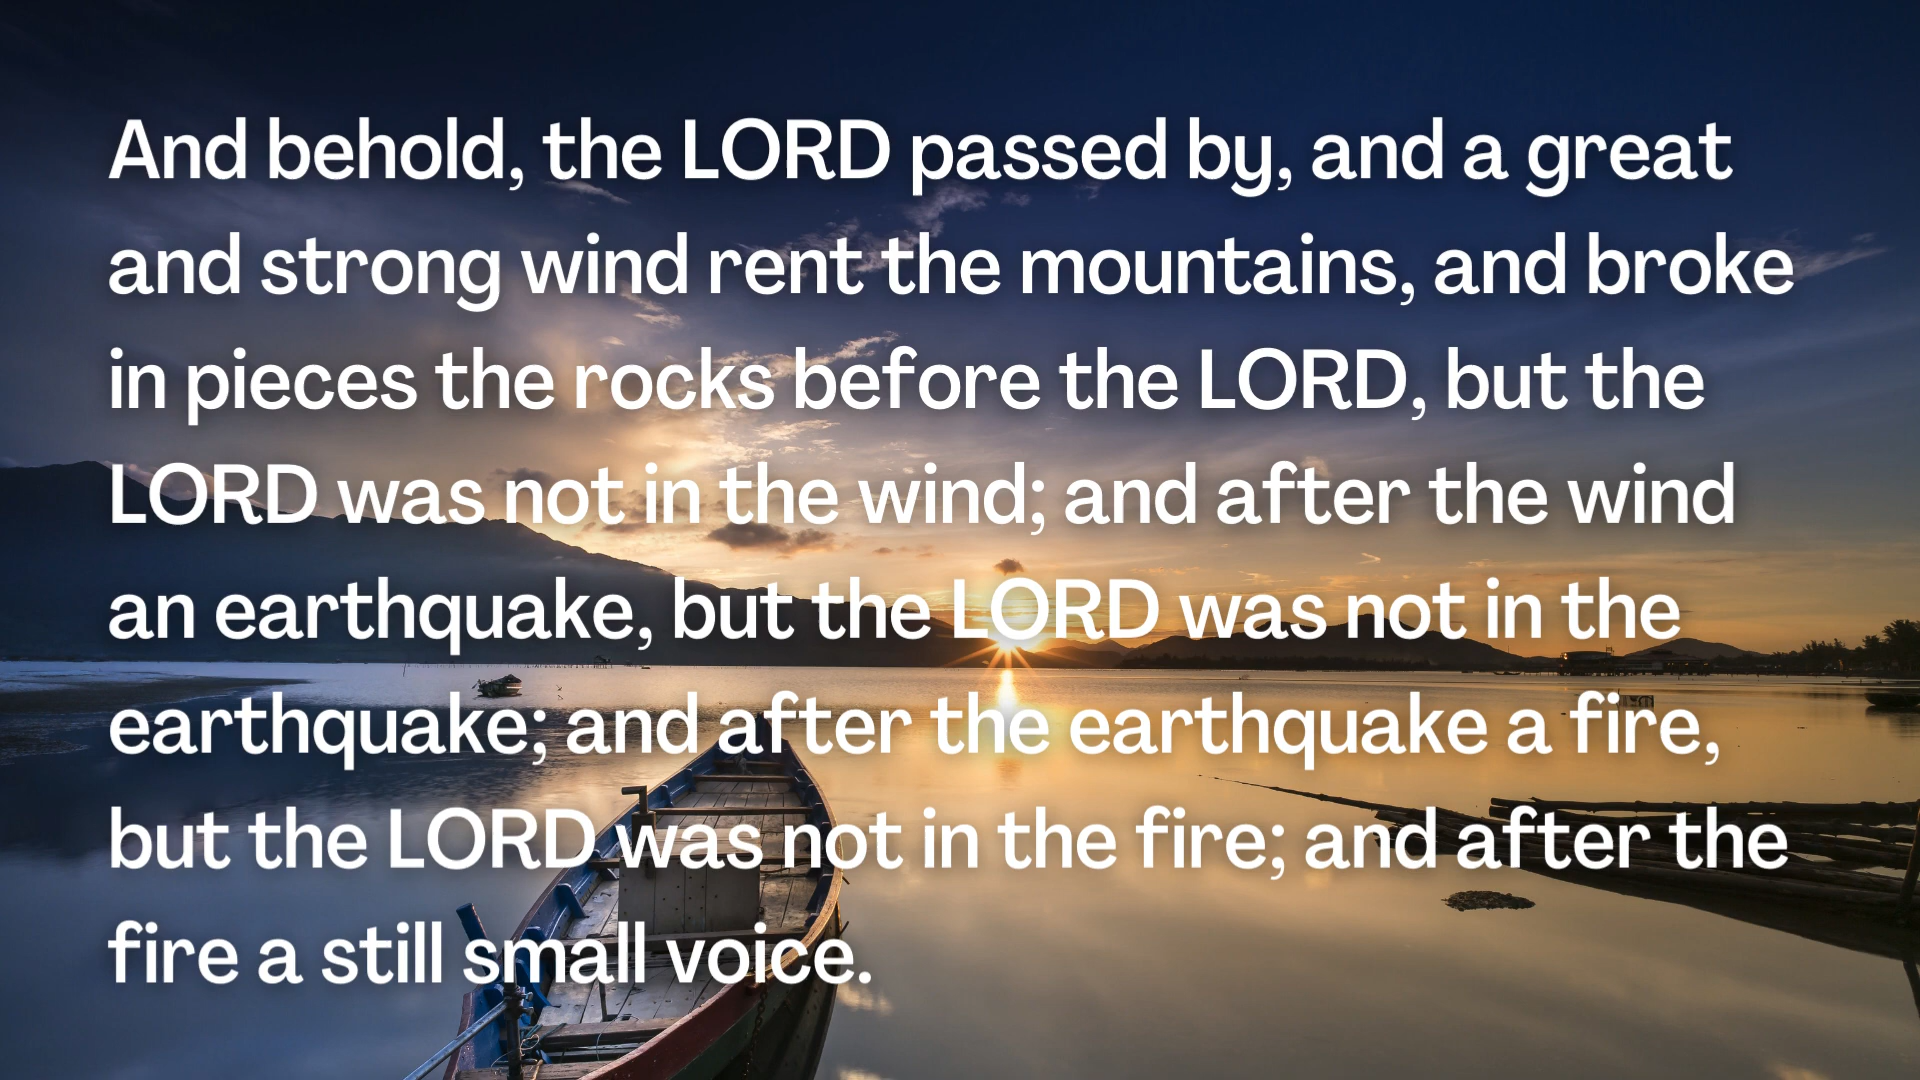 And behold, the LORD passed by, and a great
and strong wind rent the mountains, and broke
in pieces the rocks before the LORD, but the
LORD was not in the wind; and after the wind
an earthquake, but the LORD was not in the
earthquake; and after the earthquake a fire,
but the LORD was not in the fire; and after the
fire a still small voice.